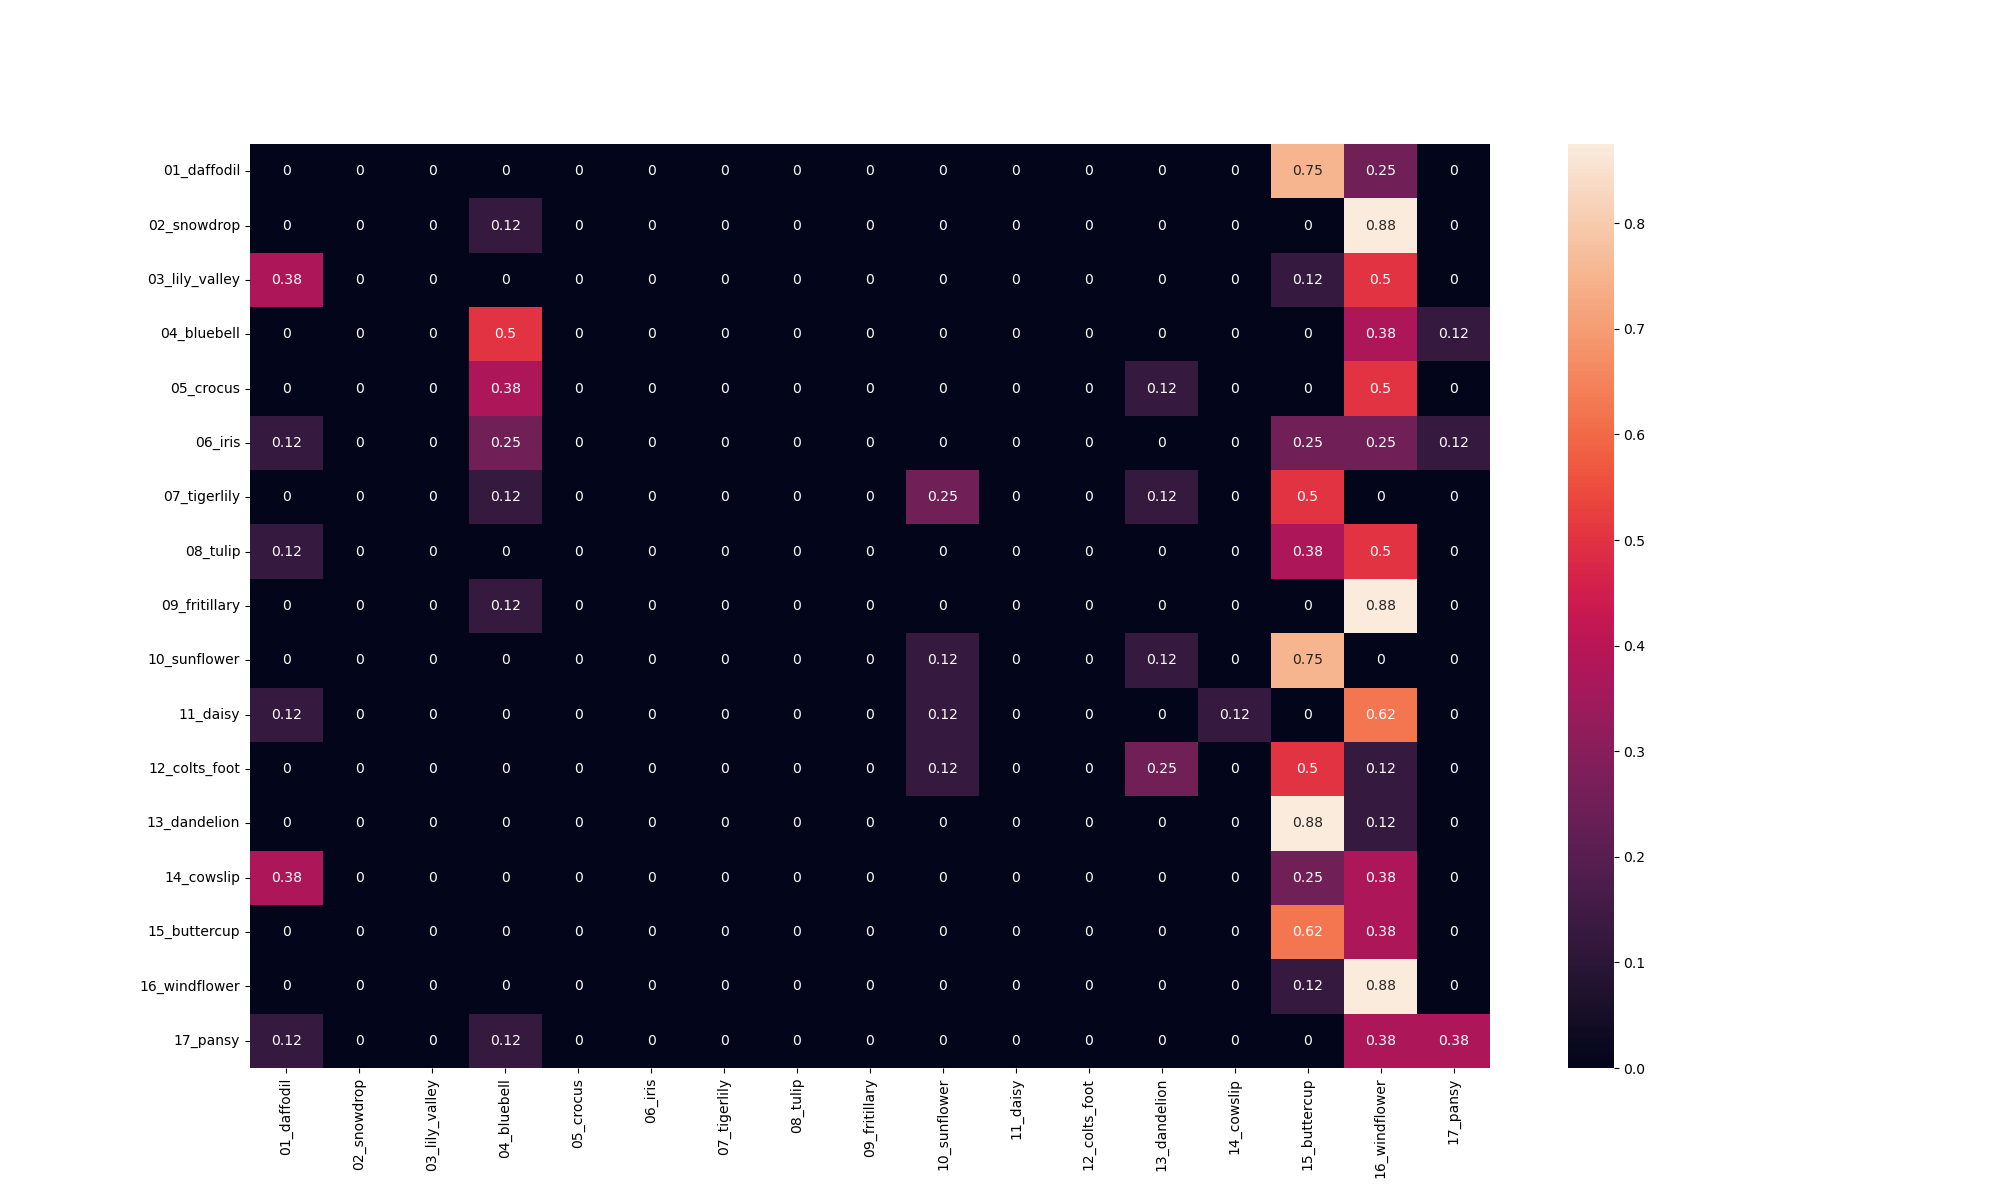 01_daffodil 0 0 0 0 0 0 0 0 0 0 0 0 0 0 0.75 0.25 0
02_snowdrop 0 0 0 0.12 0 0 0 0 0 0 0 0 0 0 0 0.88 0
03_lily_valley 0.38 0 0 0 0 0 0 0 0 0 0 0 0 0 0.12 0.5 0
04_bluebell 0 0 0 0.5 0 0 0 0 0 0 0 0 0 0 0 0.38 0.12
05_crocus 0 0 0 0.38 0 0 0 0 0 0 0 0 0.12 0 0 0.5 0
06_iris 0.12 0 0 0.25 0 0 0 0 0 0 0 0 0 0 0.25 0.25 0.12
07_tigerlily 0 0 0 0.12 0 0 0 0 0 0.25 0 0 0.12 0 0.5 0 0
08_tulip 0.12 0 0 0 0 0 0 0 0 0 0 0 0 0 0.38 0.5 0
09_fritillary 0 0 0 0.12 0 0 0 0 0 0 0 0 0 0 0 0.88 0
10_sunflower 0 0 0 0 0 0 0 0 0 0.12 0 0 0.12 0 0.75 0 0
11_daisy 0.12 0 0 0 0 0 0 0 0 0.12 0 0 0 0.12 0 0.62 0
12_colts_foot 0 0 0 0 0 0 0 0 0 0.12 0 0 0.25 0 0.5 0.12 0
13_dandelion 0 0 0 0 0 0 0 0 0 0 0 0 0 0 0.88 0.12 0
14_cowslip 0.38 0 0 0 0 0 0 0 0 0 0 0 0 0 0.25 0.38 0
15_buttercup 0 0 0 0 0 0 0 0 0 0 0 0 0 0 0.62 0.38 0
16_windflower 0 0 0 0 0 0 0 0 0 0 0 0 0 0 0.12 0.88 0
17_pansy 0.12 0 0 0.12 0 0 0 0 0 0 0 0 0 0 0 0.38 0.38
01_daffodil
02_snowdrop
03_lily_valley
04_bluebell
05_crocus
06_iris
07_tigerlily
08_tulip
09_fritillary
10_sunflower
11_daisy
12_colts_foot
13_dandelion
14_cowslip
15_buttercup
16_windflower
17_pansy
0.8
0.7
0.6
0.5
0.4
0.3
0.2
0.1
0.0